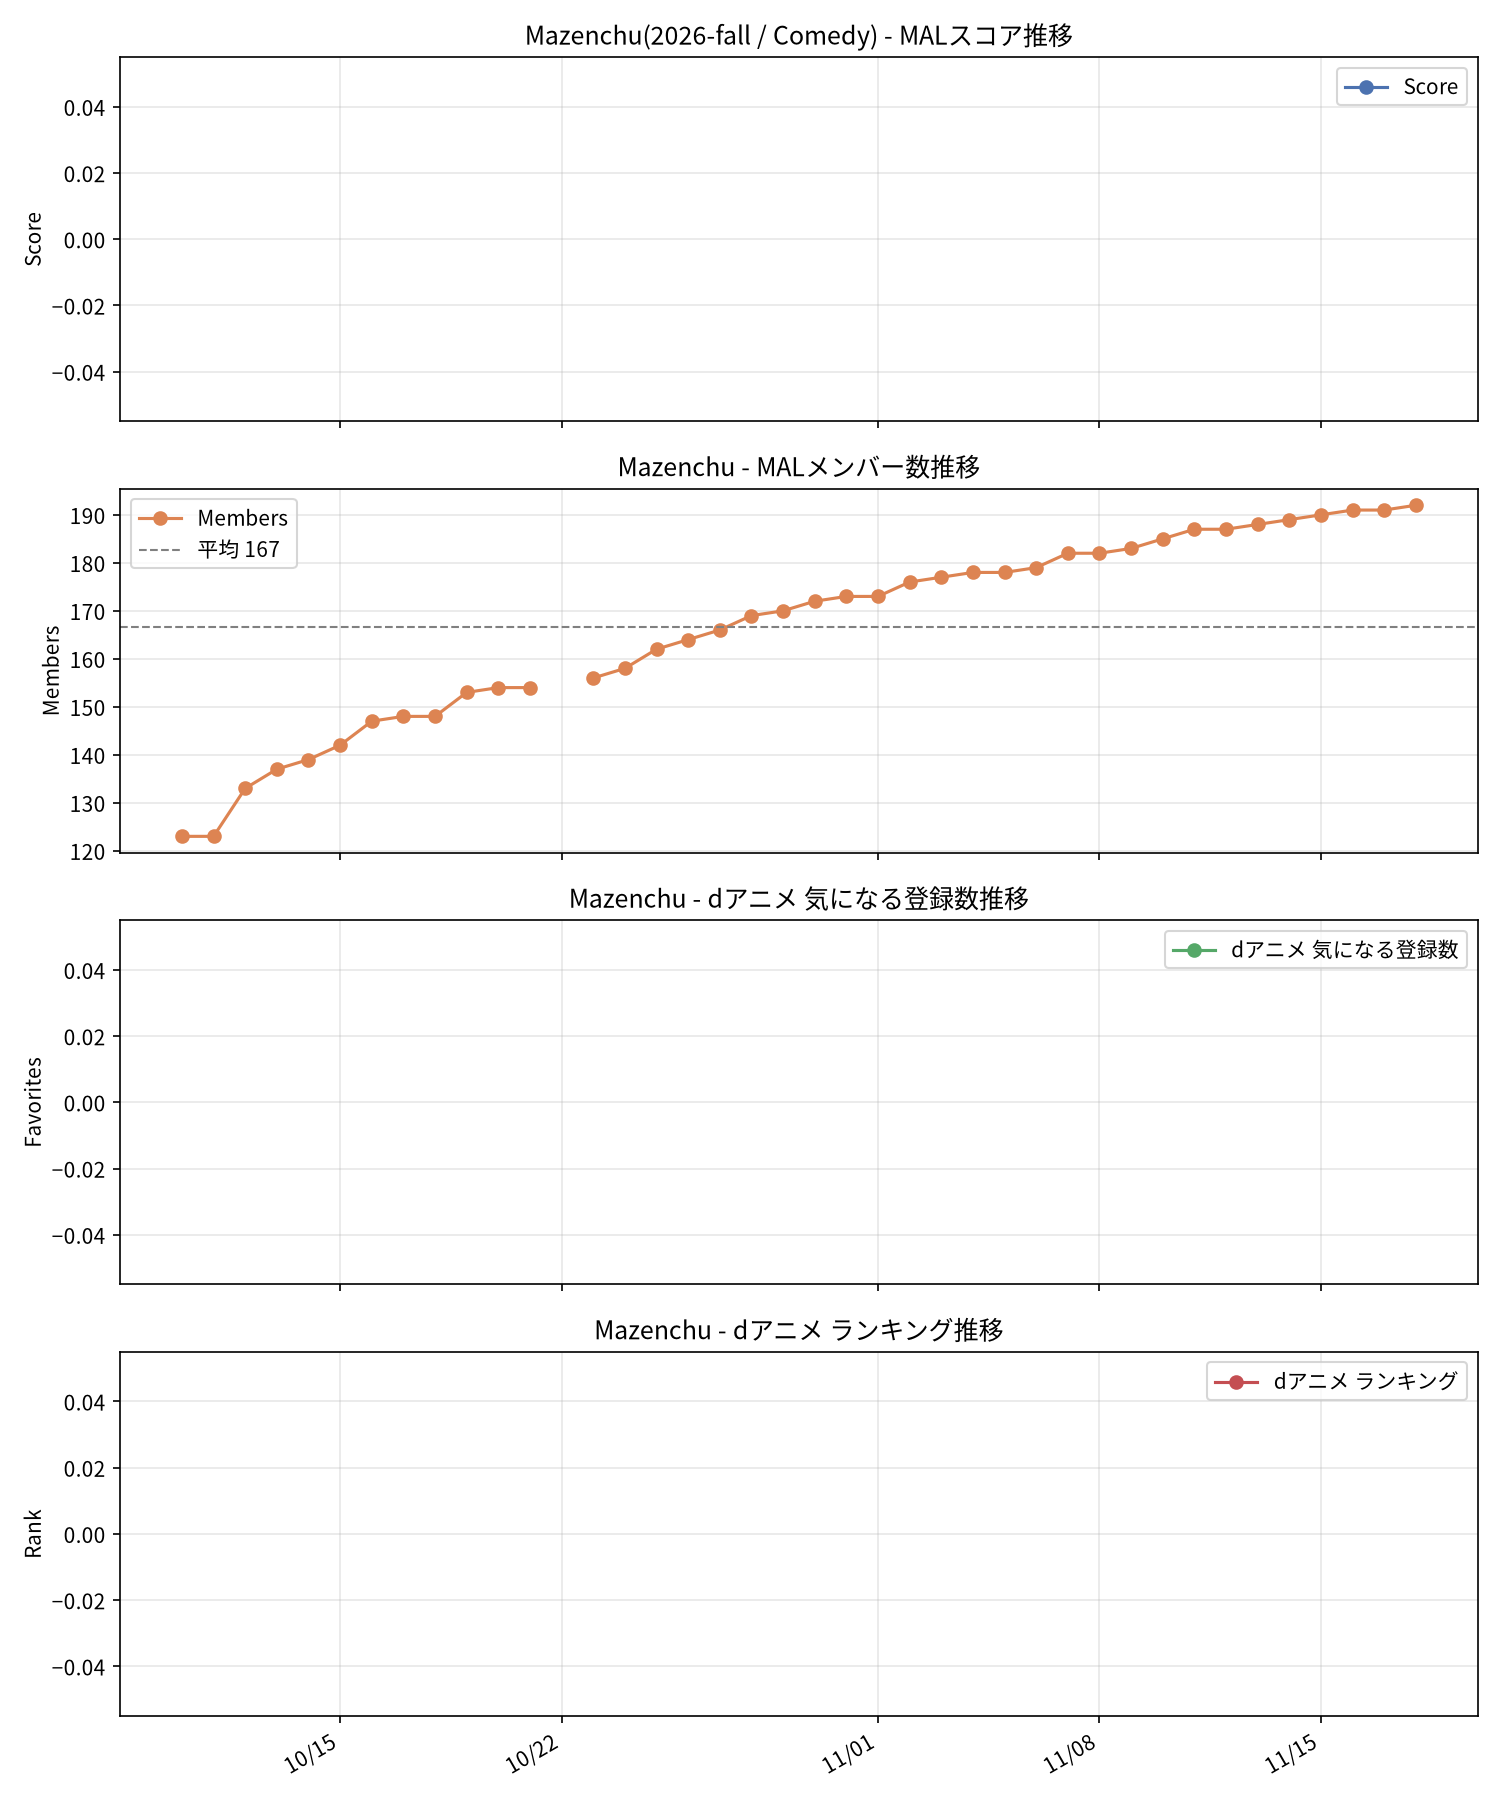 Mazenchu(2026-fall / Comedy) - MALスコア推移
Score
0.04
0.02
0.00
−0.02
−0.04
Score
Mazenchu - MALメンバー数推移
Members
平均 167
190
180
170
160
150
140
130
120
Members
Mazenchu - dアニメ 気になる登録数推移
dアニメ 気になる登録数
0.04
0.02
0.00
−0.02
−0.04
Favorites
Mazenchu - dアニメ ランキング推移
dアニメ ランキング
0.04
0.02
0.00
−0.02
−0.04
Rank
10/15
10/22
11/01
11/08
11/15